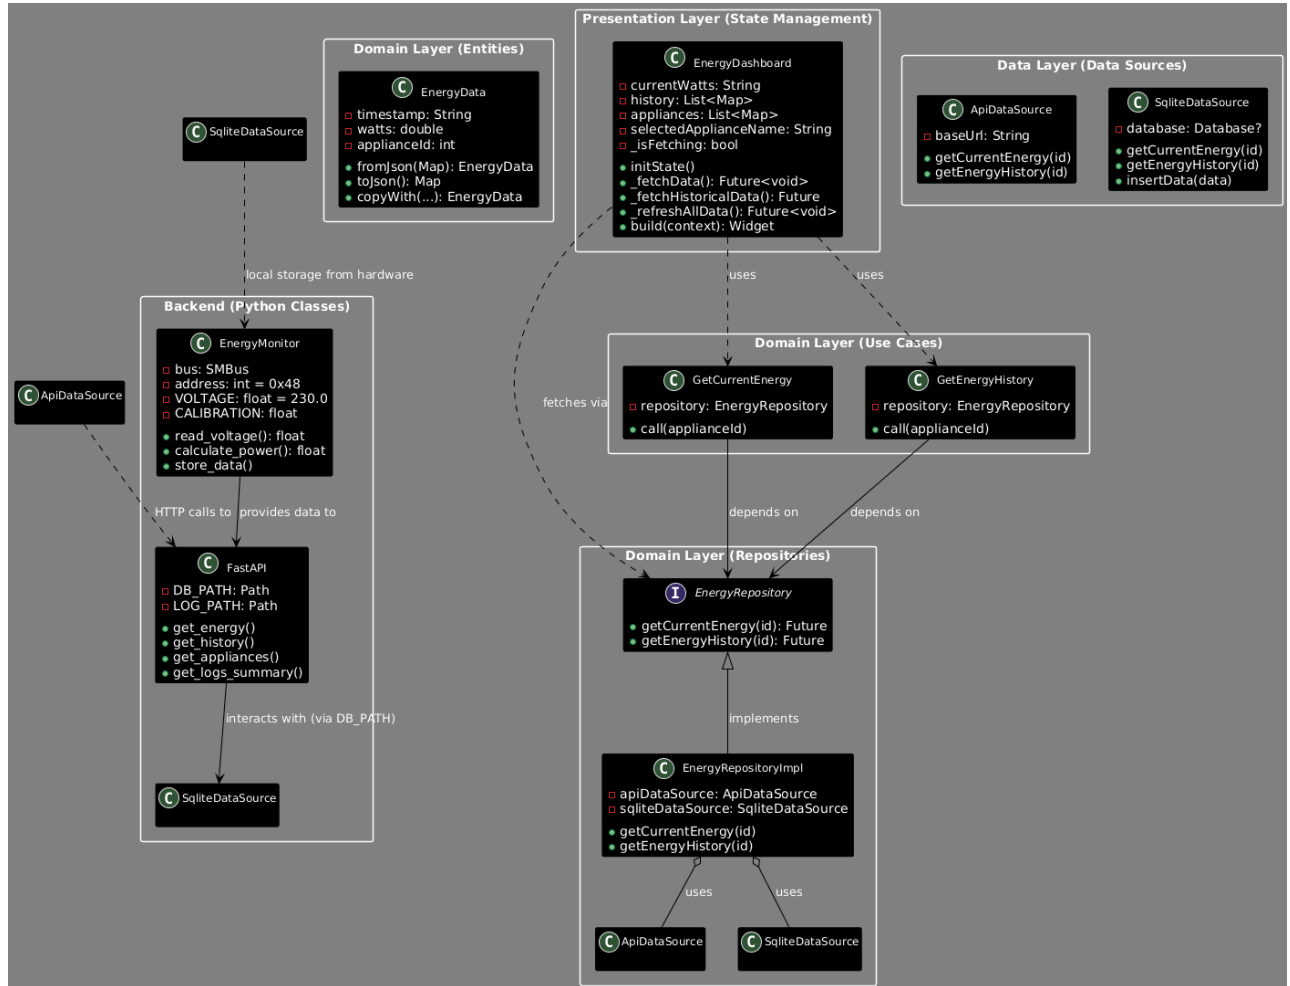 Presentation Layer (State Management)
C EnergyDashboard
currentWatts: String
history: List<Map>
appliances: List<Map>
selectedApplianceName: String
_isFetching: bool
initState()
_fetchData(): Future<void>
_fetchHistoricalData(): Future
_refreshAllData(): Future<void>
build(context): Widget
Domain Layer (Entities)
C EnergyData
timestamp: String
watts: double
applianceId: int
fromJson(Map): EnergyData
toJson(): Map
copyWith(...): EnergyData
Data Layer (Data Sources)
C ApiDataSource
baseUrl: String
getCurrentEnergy(id)
getEnergyHistory(id)
C SqliteDataSource
database: Database?
getCurrentEnergy(id)
getEnergyHistory(id)
insertData(data)
C SqliteDataSource
local storage from hardware
uses
uses
fetches via
Backend (Python Classes)
C EnergyMonitor
bus: SMBus
address: int = 0x48
VOLTAGE: float = 230.0
CALIBRATION: float
read_voltage(): float
calculate_power(): float
store_data()
C ApiDataSource
HTTP calls to
provides data to
C FastAPI
DB_PATH: Path
LOG_PATH: Path
get_energy()
get_history()
get_appliances()
get_logs_summary()
interacts with (via DB_PATH)
C SqliteDataSource
Domain Layer (Use Cases)
C GetCurrentEnergy
repository: EnergyRepository
call(applianceId)
C GetEnergyHistory
repository: EnergyRepository
call(applianceId)
depends on
depends on
Domain Layer (Repositories)
I EnergyRepository
getCurrentEnergy(id): Future
getEnergyHistory(id): Future
implements
C EnergyRepositoryImpl
apiDataSource: ApiDataSource
sqliteDataSource: SqliteDataSource
getCurrentEnergy(id)
getEnergyHistory(id)
uses
uses
C ApiDataSource
C SqliteDataSource